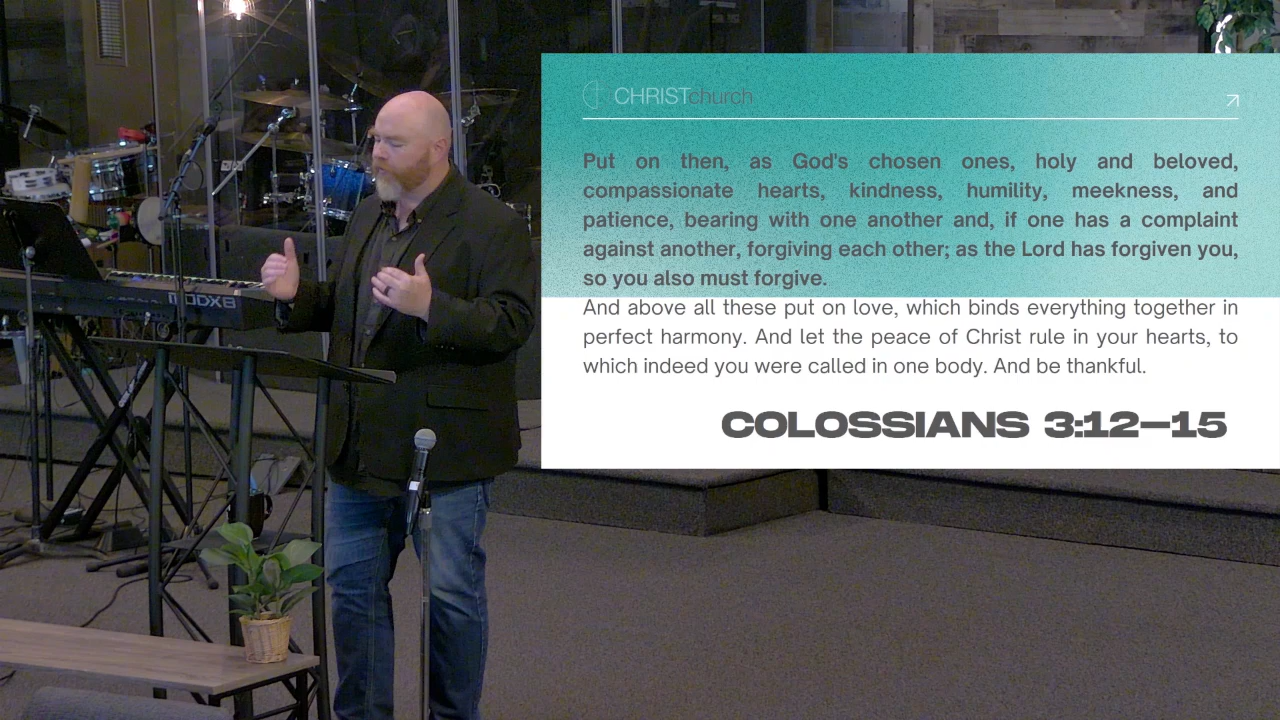 CHRISTchurch
Put on then, as God's chosen ones, holy and beloved,
compassionate hearts, kindness, humility, meekness, and
patience, bearing with one another and, if one has a complaint
against another, forgiving each other; as the Lord has forgiven you,
so you also must forgive.
And above all these put on love, which binds everything together in
perfect harmony. And let the peace of Christ rule in your hearts, to
which indeed you were called in one body. And be thankful.
COLOSSIANS 3:12—15
MODX8